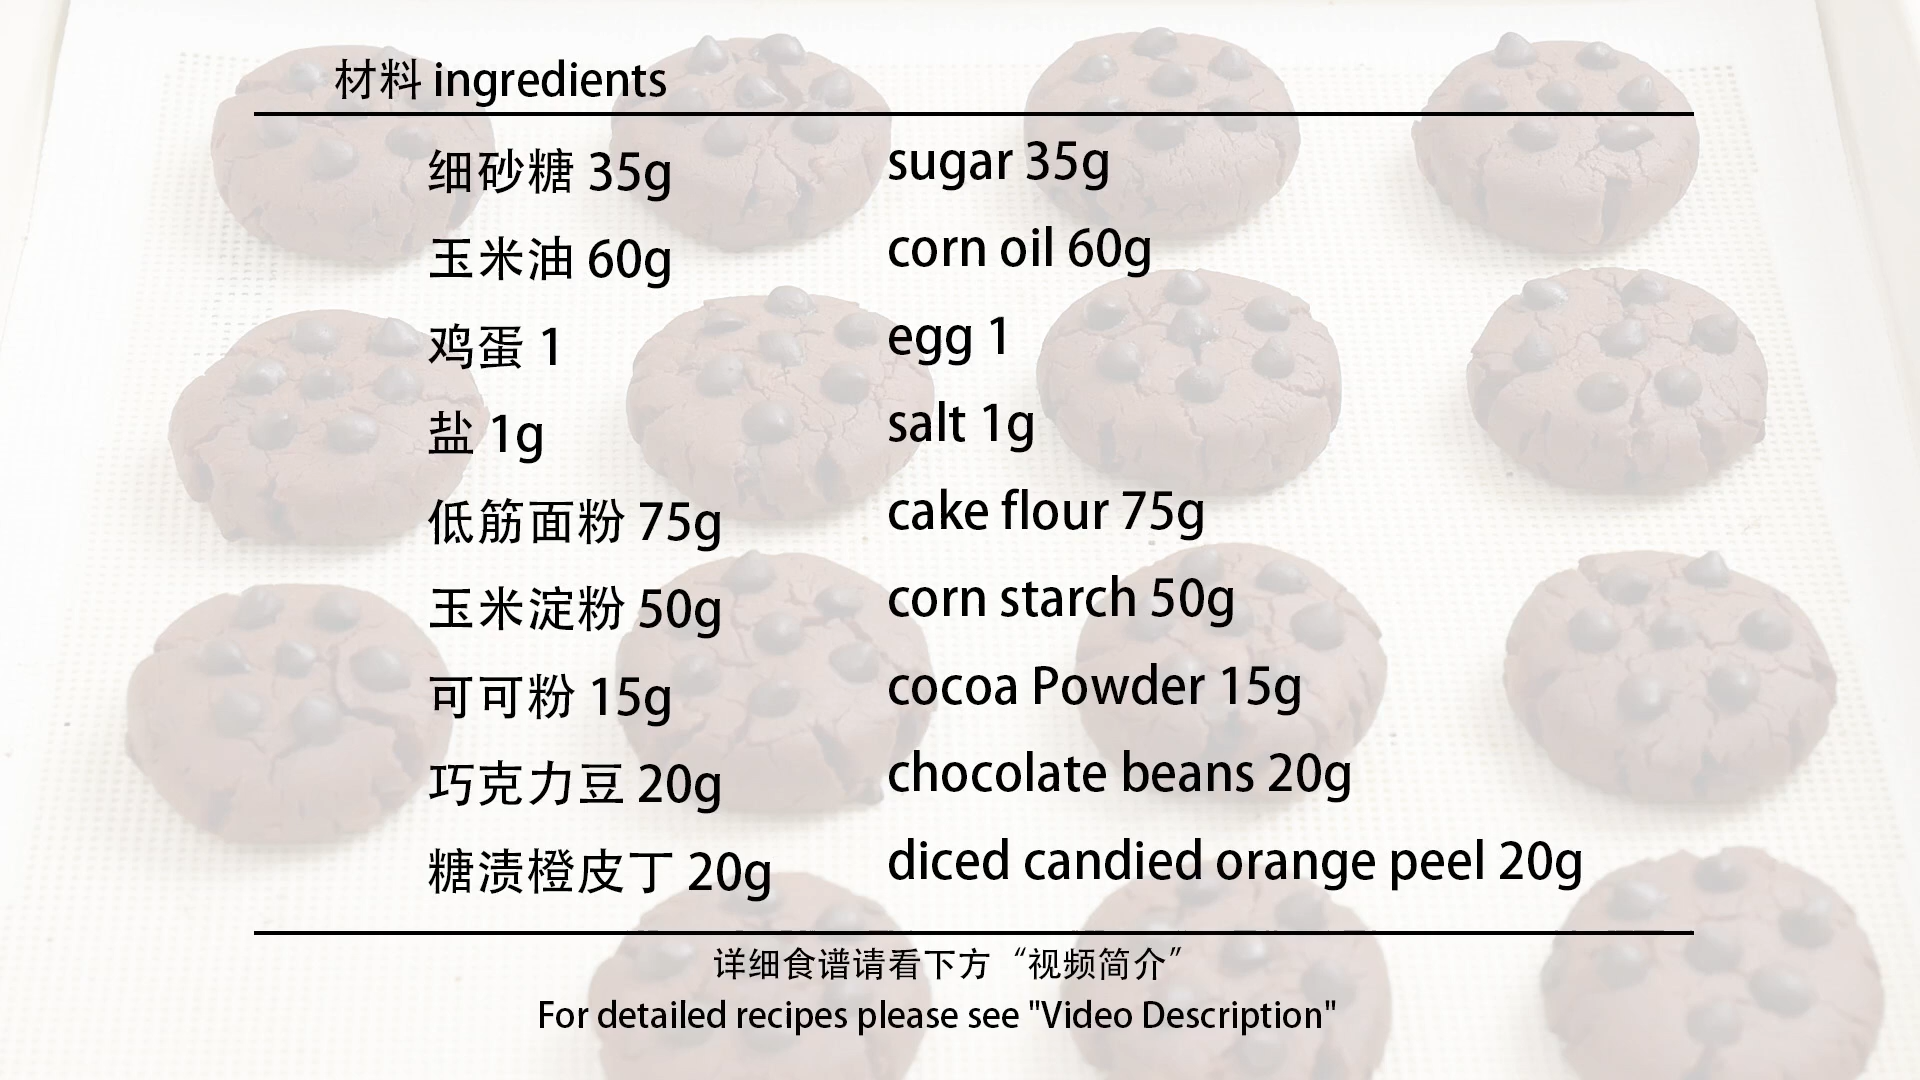 材料 ingredients
细砂糖 35g sugar 35g
玉米油 60g corn oil 60g
鸡蛋 1 egg 1
盐 1g salt 1g
低筋面粉 75g cake flour 75g
玉米淀粉 50g corn starch 50g
可可粉 15g cocoa Powder 15g
巧克力豆 20g chocolate beans 20g
糖渍橙皮丁 20g diced candied orange peel 20g
详细食谱请看下方“视频简介”
For detailed recipes please see "Video Description"